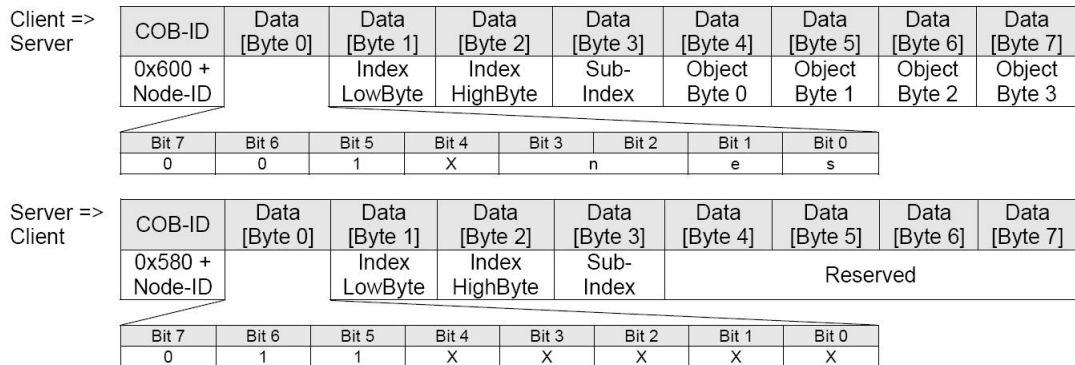 Client => Server
COB-ID Data [Byte 0] Data [Byte 1] Data [Byte 2] Data [Byte 3] Data [Byte 4] Data [Byte 5] Data [Byte 6] Data [Byte 7]
0x600 + Node-ID Index LowByte Index HighByte Sub-Index Object Byte 0 Object Byte 1 Object Byte 2 Object Byte 3
Bit 7 Bit 6 Bit 5 Bit 4 Bit 3 Bit 2 Bit 1 Bit 0
0 0 1 X n e s
Server => Client
COB-ID Data [Byte 0] Data [Byte 1] Data [Byte 2] Data [Byte 3] Data [Byte 4] Data [Byte 5] Data [Byte 6] Data [Byte 7]
0x580 + Node-ID Index LowByte Index HighByte Sub-Index Reserved
Bit 7 Bit 6 Bit 5 Bit 4 Bit 3 Bit 2 Bit 1 Bit 0
0 1 1 X X X X X